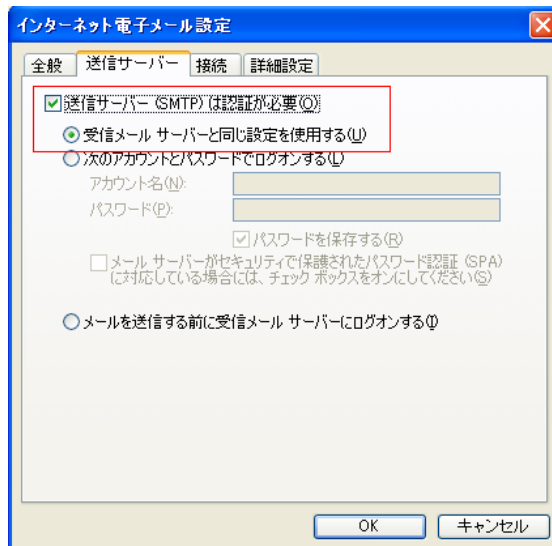 インターネット電子メール設定
全般 送信サーバー 接続 詳細設定
送信サーバー (SMTP) は認証が必要(O)
受信メール サーバーと同じ設定を使用する(U)
次のアカウントとパスワードでログオンする(L)
アカウント名(N):
パスワード(P):
パスワードを保存する(R)
メール サーバーがセキュリティで保護されたパスワード認証 (SPA)
に対応している場合には、チェック ボックスをオンにしてください(S)
メールを送信する前に受信メール サーバーにログオンする(I)
OK キャンセル